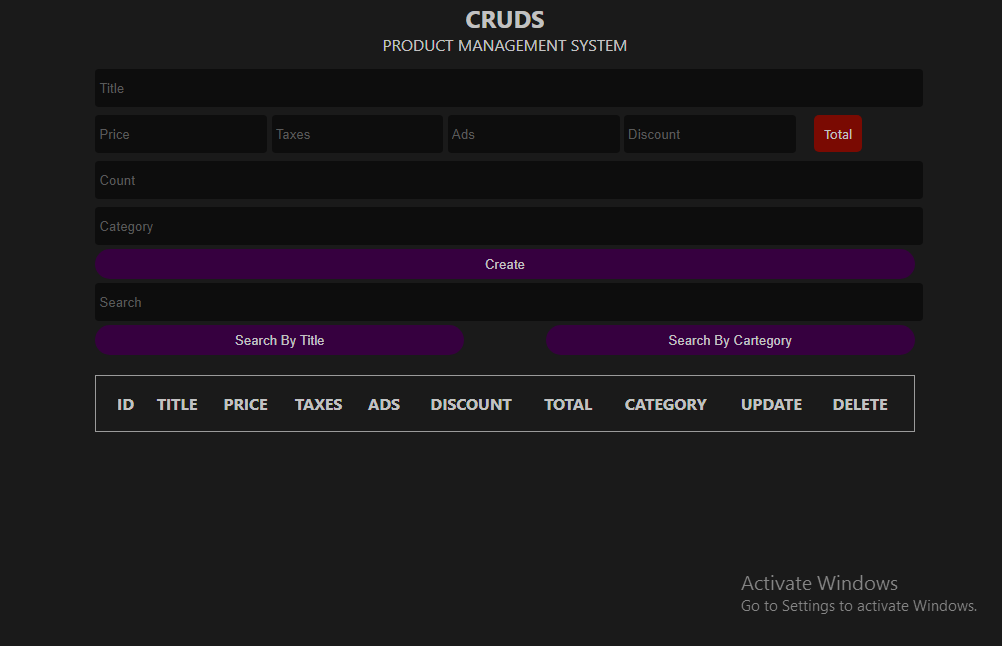 CRUDS
PRODUCT MANAGEMENT SYSTEM
Title
Price Taxes Ads Discount Total
Count
Category
Create
Search
Search By Title Search By Cartegory
ID TITLE PRICE TAXES ADS DISCOUNT TOTAL CATEGORY UPDATE DELETE
Activate Windows
Go to Settings to activate Windows.